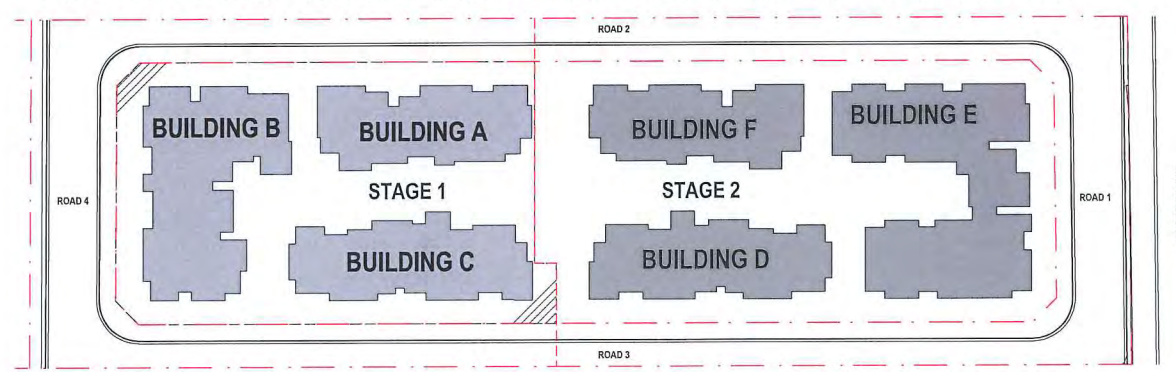 ROAD 2
BUILDING B
BUILDING A
BUILDING F
BUILDING E
STAGE 1
STAGE 2
ROAD 4
ROAD 1
BUILDING C
BUILDING D
ROAD 3